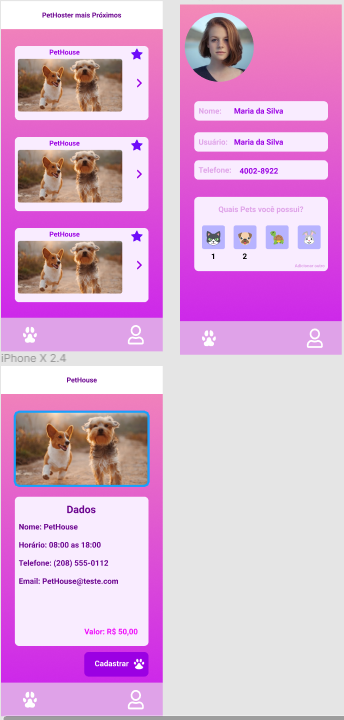 PetHoster mais Próximos
PetHouse
PetHouse
PetHouse
Nome: Maria da Silva
Usuário: Maria da Silva
Telefone: 4002-8922
Quais Pets você possui?
1 2
iPhone X 2.4
PetHouse
Dados
Nome: PetHouse
Horário: 08:00 as 18:00
Telefone: (208) 555-0112
Email: PetHouse@teste.com
Valor: R$ 50,00
Cadastrar